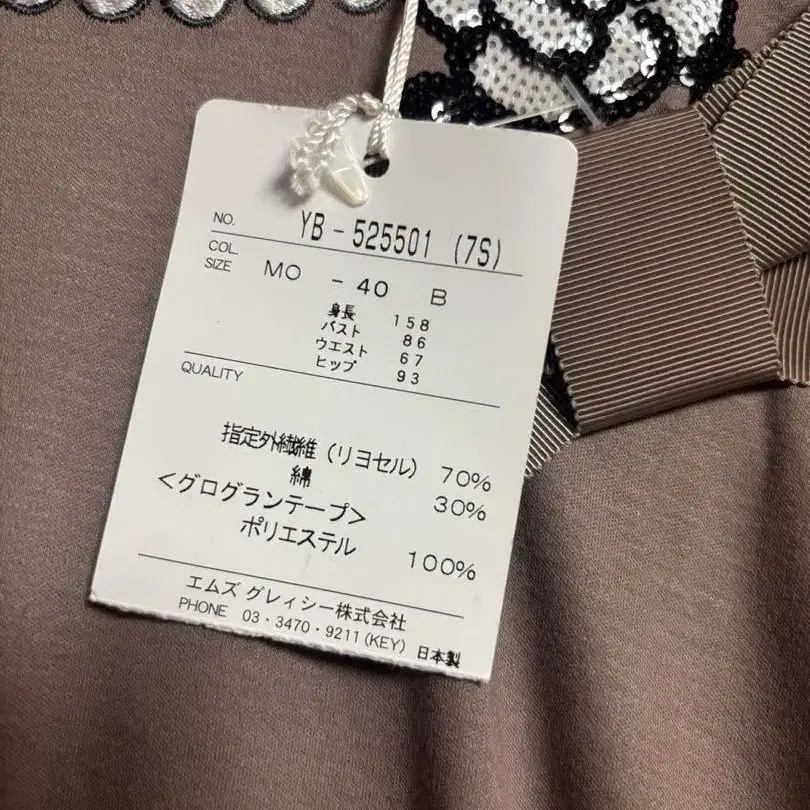 NO. YB-525501 (7S)
COL.
SIZE MO - 40 B
身長 158
バスト 86
ウエスト 67
ヒップ 93
QUALITY
指定外繊維 (リヨセル) 70%
綿 30%
<グログランテープ>
ポリエステル 100%
エムズ グレィシー株式会社
PHONE 03・3470・9211(KEY) 日本製